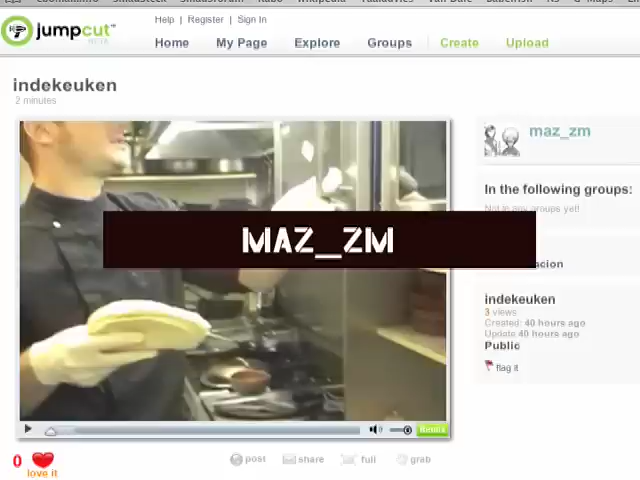 Help | Register | Sign In
jumpcut
BETA
Home My Page Explore Groups Create Upload
indekeuken
2 minutes
maz_zm
In the following groups:
Not in any groups yet!
MAZ_ZM
acion
indekeuken
3 views
Created: 40 hours ago
Update 40 hours ago
Public
flag it
Remix
0
love it
post share full grab